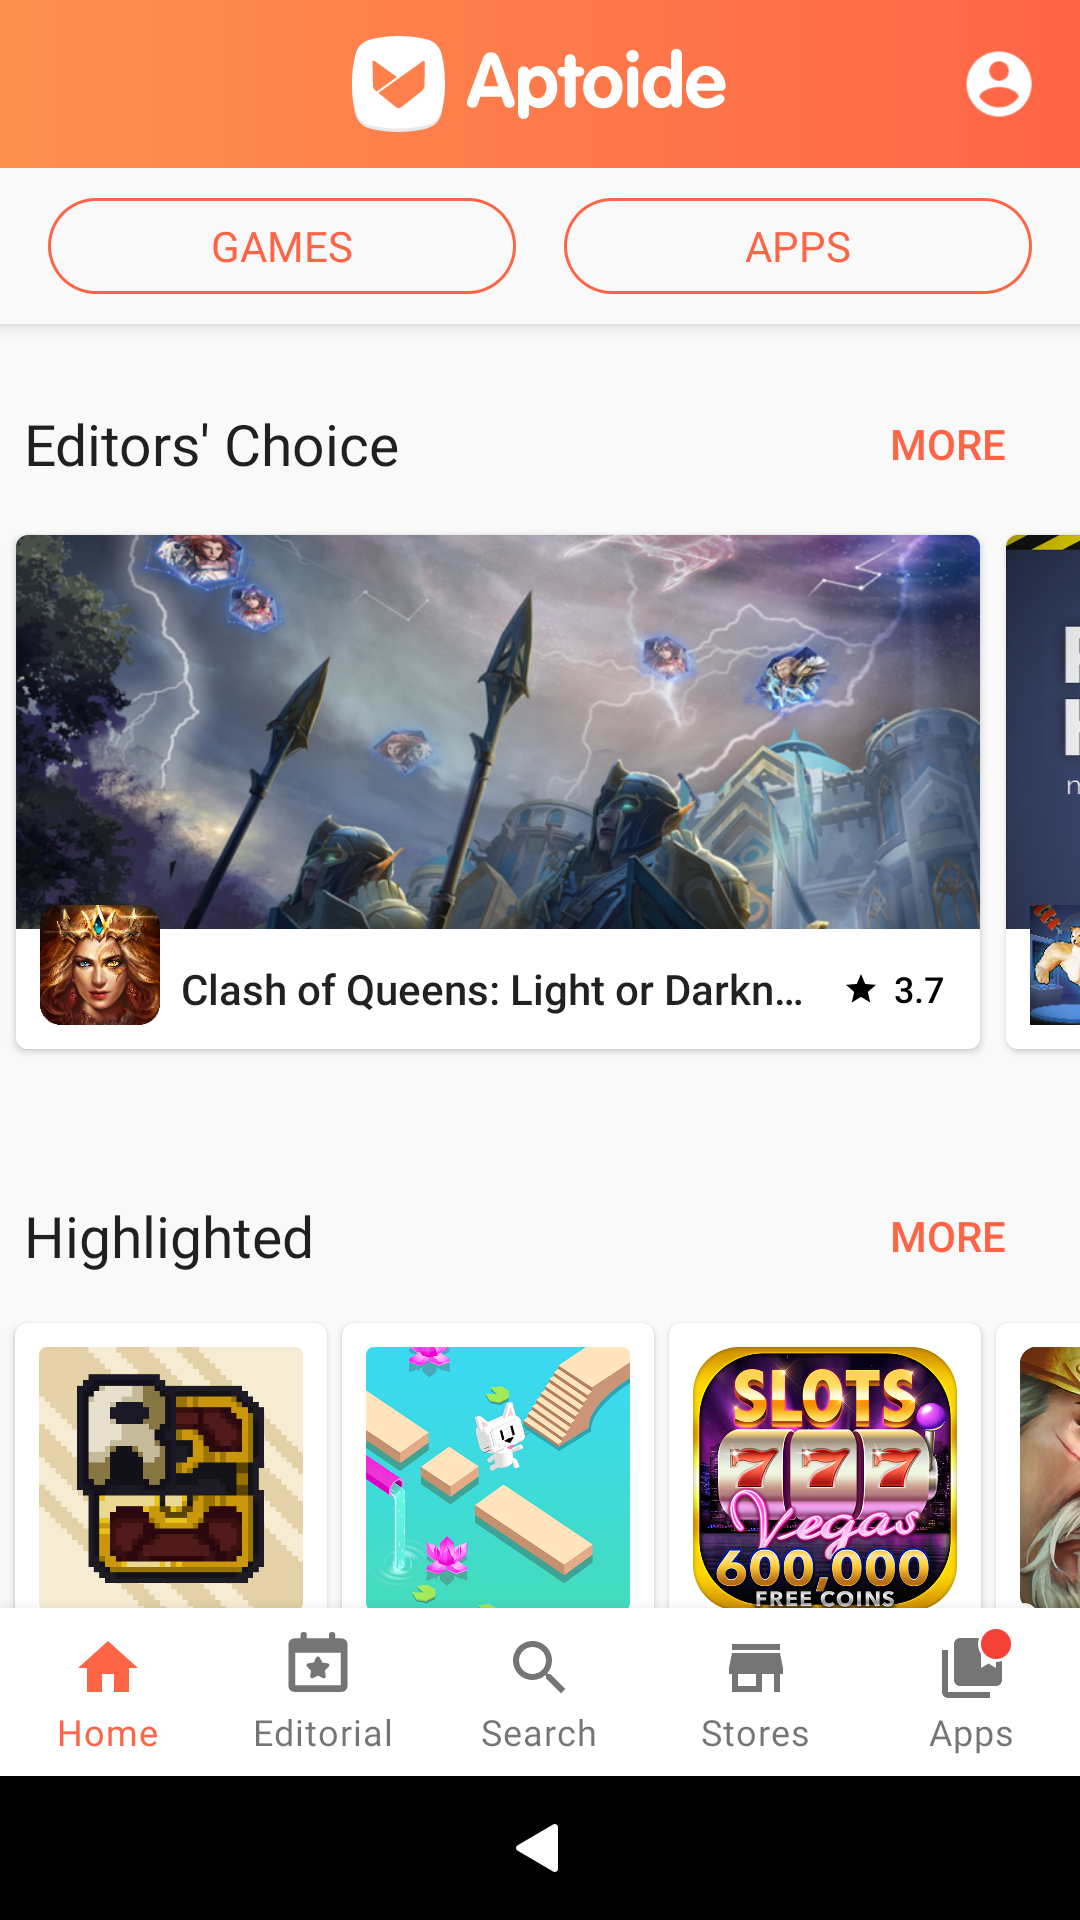 Aptoide
GAMES
APPS
Editors' Choice
MORE
Clash of Queens: Light or Darkn...
3.7
Highlighted
MORE
SLOTS
777
Vegas
600,000
FREE COINS
Home
Editorial
Search
Stores
Apps